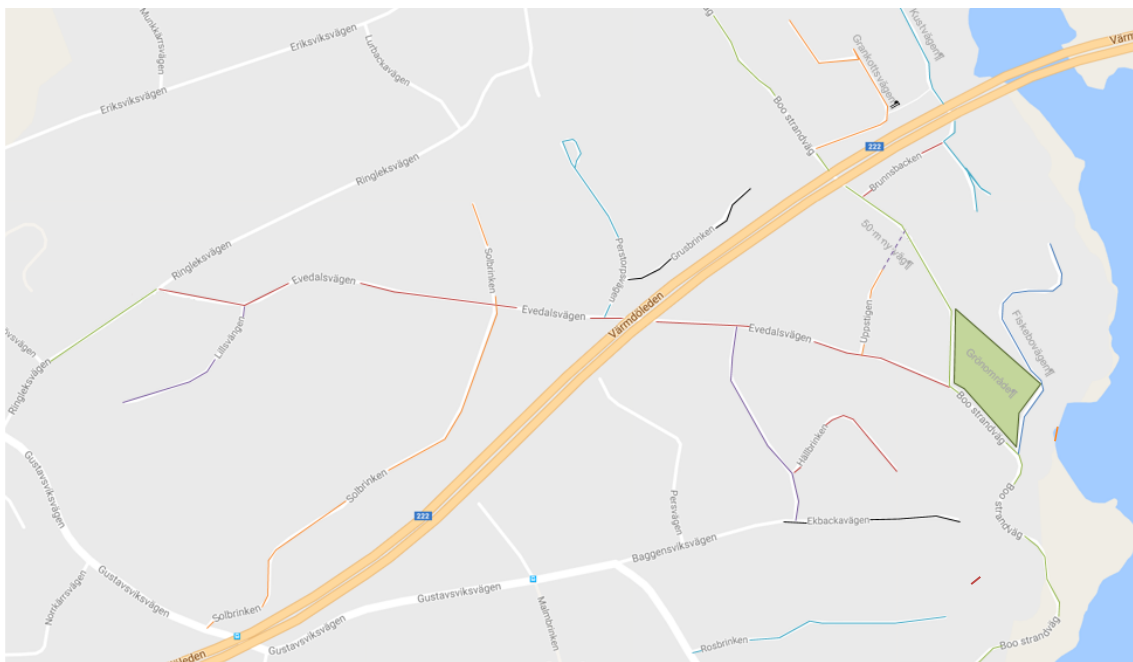 Munkkärrsvägen
Eriksviksvägen
Lurbackavägen
Eriksviksvägen
Grankottsvägen¶
Kustvägen¶
Boo strandväg
222
Brunnsbacken
Ringleksvägen
50 m ny väg¶
Solbrinken
Perstorpsvägen
Grusbrinken
Ringleksvägen
Evedalsvägen
Evedalsvägen
Värmdöleden
Evedalsvägen
Uppstigen
Fiskebovägen¶
Lillsvängen
Grönområde¶
Ringleksvägen
Boo strandväg
Hällbrinken
Gustavsviksvägen
Solbrinken
222
Persvägen
Ekbackavägen
Boo
strandväg
Baggensviksvägen
Norrkärrsvägen
Gustavsviksvägen
Gustavsviksvägen
Malmbrinken
Solbrinken
Gustavsviksvägen
Rosbrinken
Boo strandväg